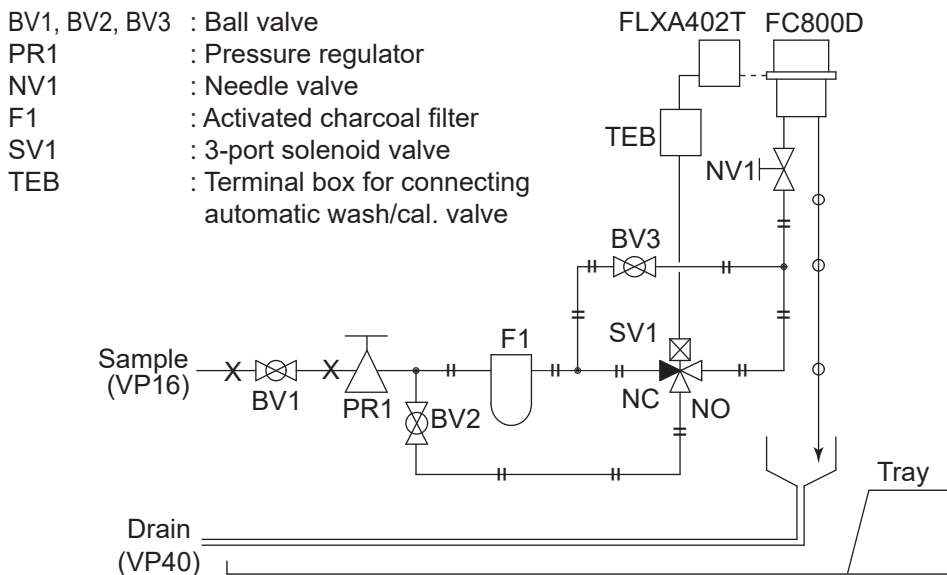 BV1, BV2, BV3 : Ball valve
PR1 : Pressure regulator
NV1 : Needle valve
F1 : Activated charcoal filter
SV1 : 3-port solenoid valve
TEB : Terminal box for connecting
automatic wash/cal. valve
FLXA402T FC800D
TEB
NV1
BV3
SV1
F1
Sample
(VP16)
BV1
PR1
BV2
NC
NO
Tray
Drain
(VP40)